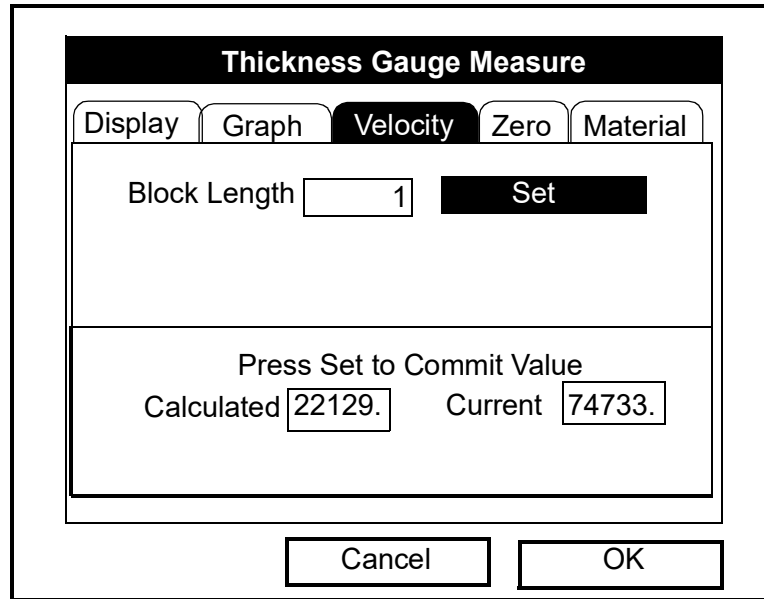 Thickness Gauge Measure
Display Graph Velocity Zero Material
Block Length 1 Set
Press Set to Commit Value
Calculated 22129. Current 74733.
Cancel OK